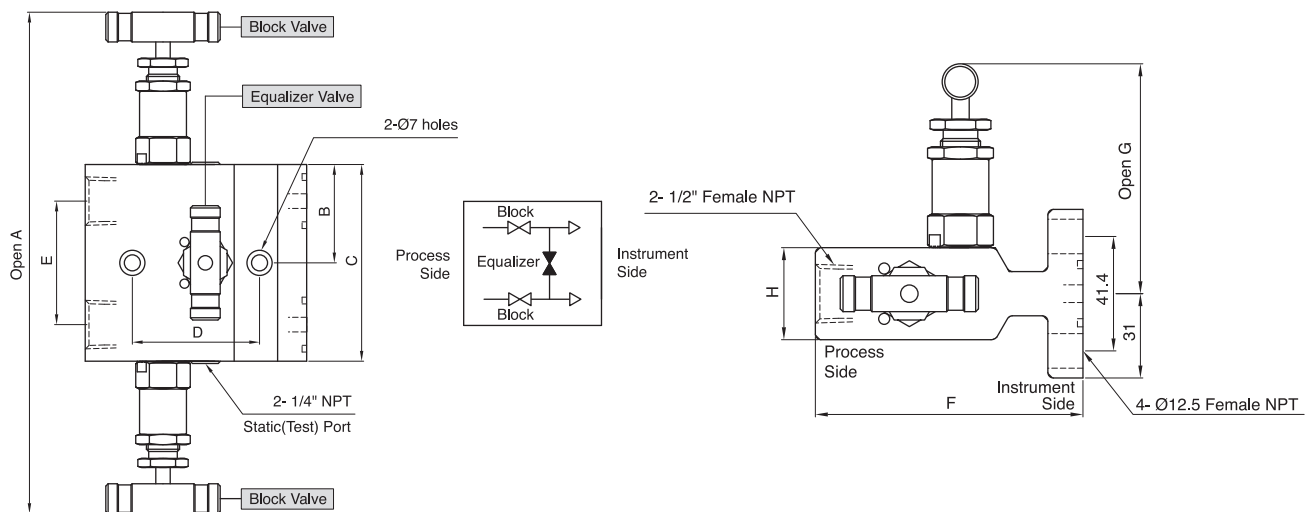 Block Valve
Equalizer Valve
2-Ø7 holes
Open A
E
B
C
D
2- 1/4" NPT
Static(Test) Port
Block Valve
Block
Process
Side
Equalizer
Instrument
Side
Block
2- 1/2" Female NPT
Open G
H
41.4
31
Process
Side
Instrument
Side
F
4- Ø12.5 Female NPT